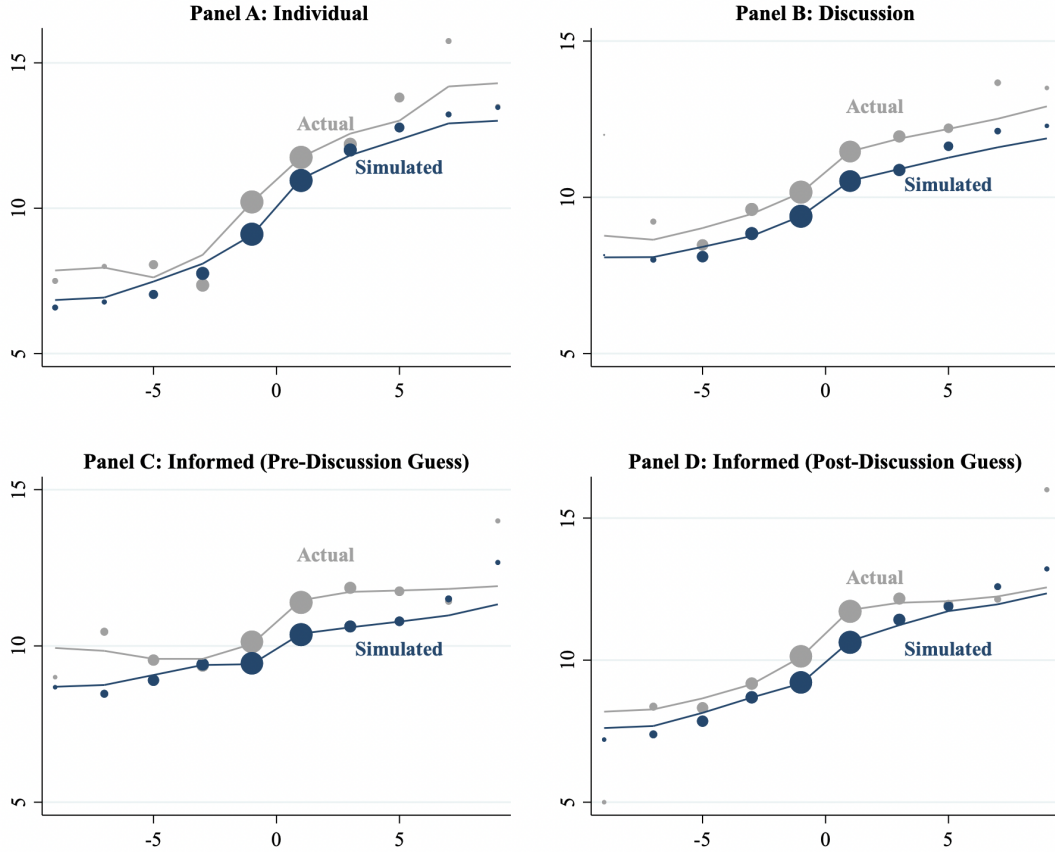 Panel A: Individual
15
10
5
-5 0 5
Actual
Simulated
Panel B: Discussion
15
10
5
-5 0 5
Actual
Simulated
Panel C: Informed (Pre-Discussion Guess)
15
10
5
-5 0 5
Actual
Simulated
Panel D: Informed (Post-Discussion Guess)
15
10
5
-5 0 5
Actual
Simulated